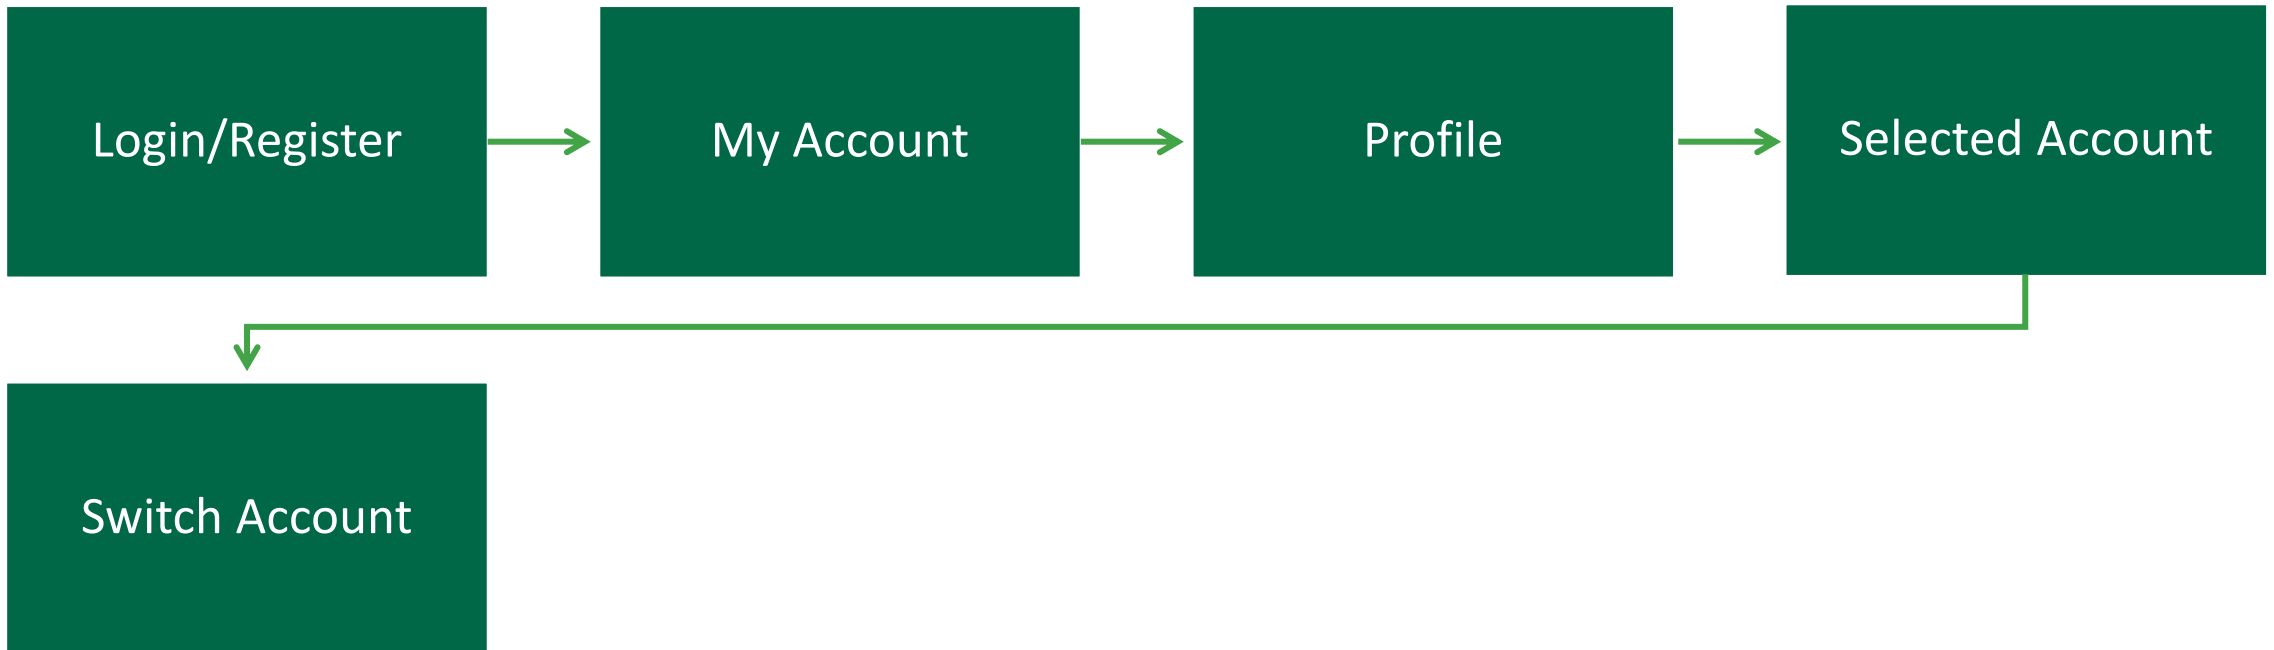 Login/Register
My Account
Profile
Selected Account
Switch Account